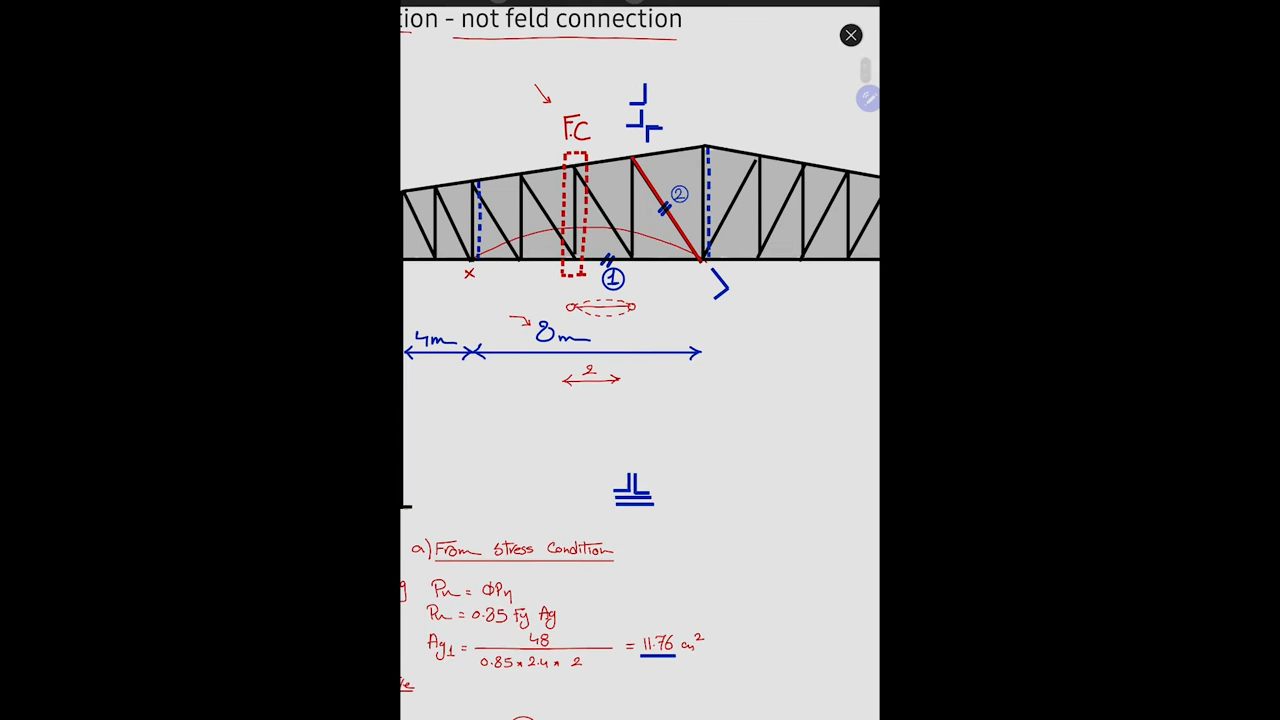 tion - not feld connection
F.C
②
x
①
4m
8m
2
a) From Stress Condition
g Pu = ΦPn
Pu = 0.85 Fy Ag
Ag1 = 48 / 0.85 * 2.4 * 2 = 11.76 cm²